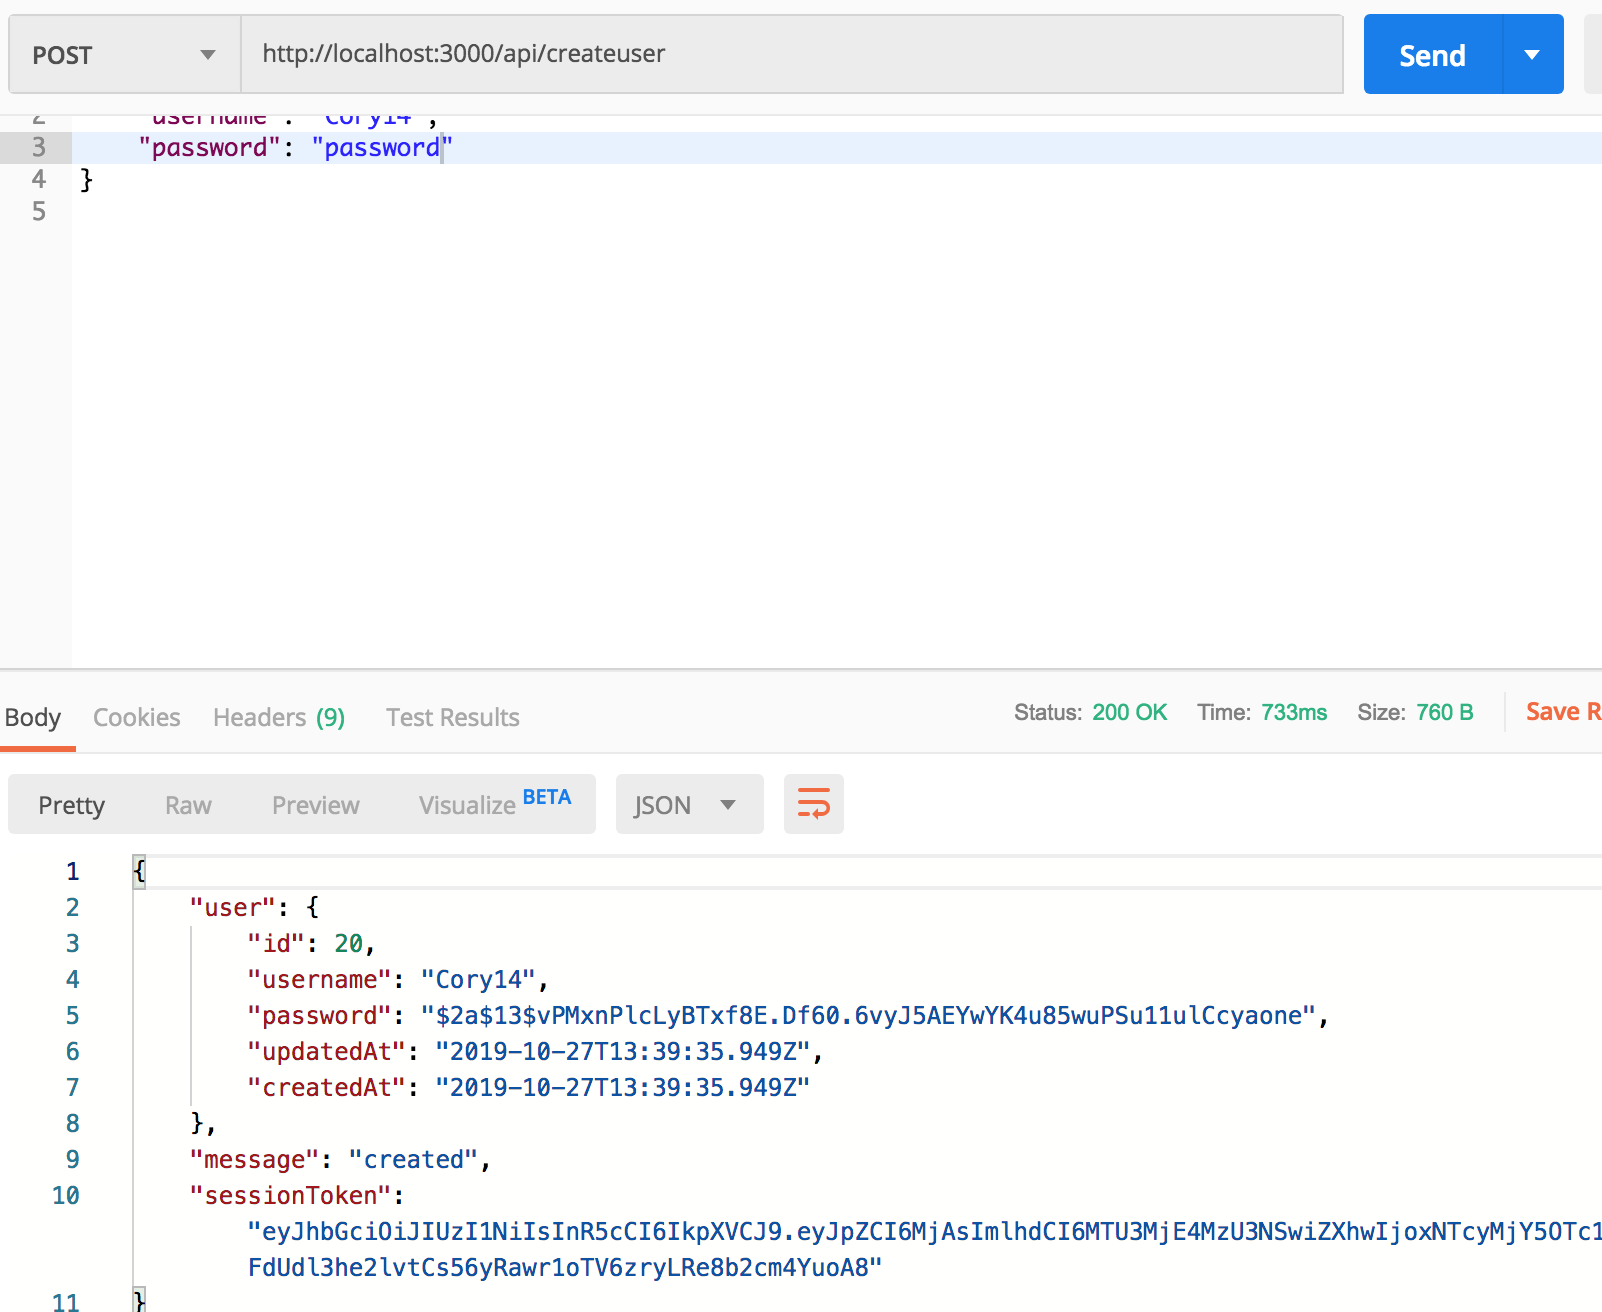 POST http://localhost:3000/api/createuser Send
2 "username": "Cory14",
3 "password": "password"
4 }
5
Body Cookies Headers (9) Test Results Status: 200 OK Time: 733ms Size: 760 B Save R
Pretty Raw Preview Visualize BETA JSON
1 {
2 "user": {
3 "id": 20,
4 "username": "Cory14",
5 "password": "$2a$13$vPMxnPlcLyBTxf8E.Df60.6vyJ5AEYwYK4u85wuPSu11ulCcyaone",
6 "updatedAt": "2019-10-27T13:39:35.949Z",
7 "createdAt": "2019-10-27T13:39:35.949Z"
8 },
9 "message": "created",
10 "sessionToken":
"eyJhbGciOiJIUzI1NiIsInR5cCI6IkpXVCJ9.eyJpZCI6MjAsImlhdCI6MTU3MjE4MzU3NSwiZXhwIjoxNTcyMjY5OTc1
FdUdl3he2lvtCs56yRawr1oTV6zryLRe8b2cm4YuoA8"
11 }